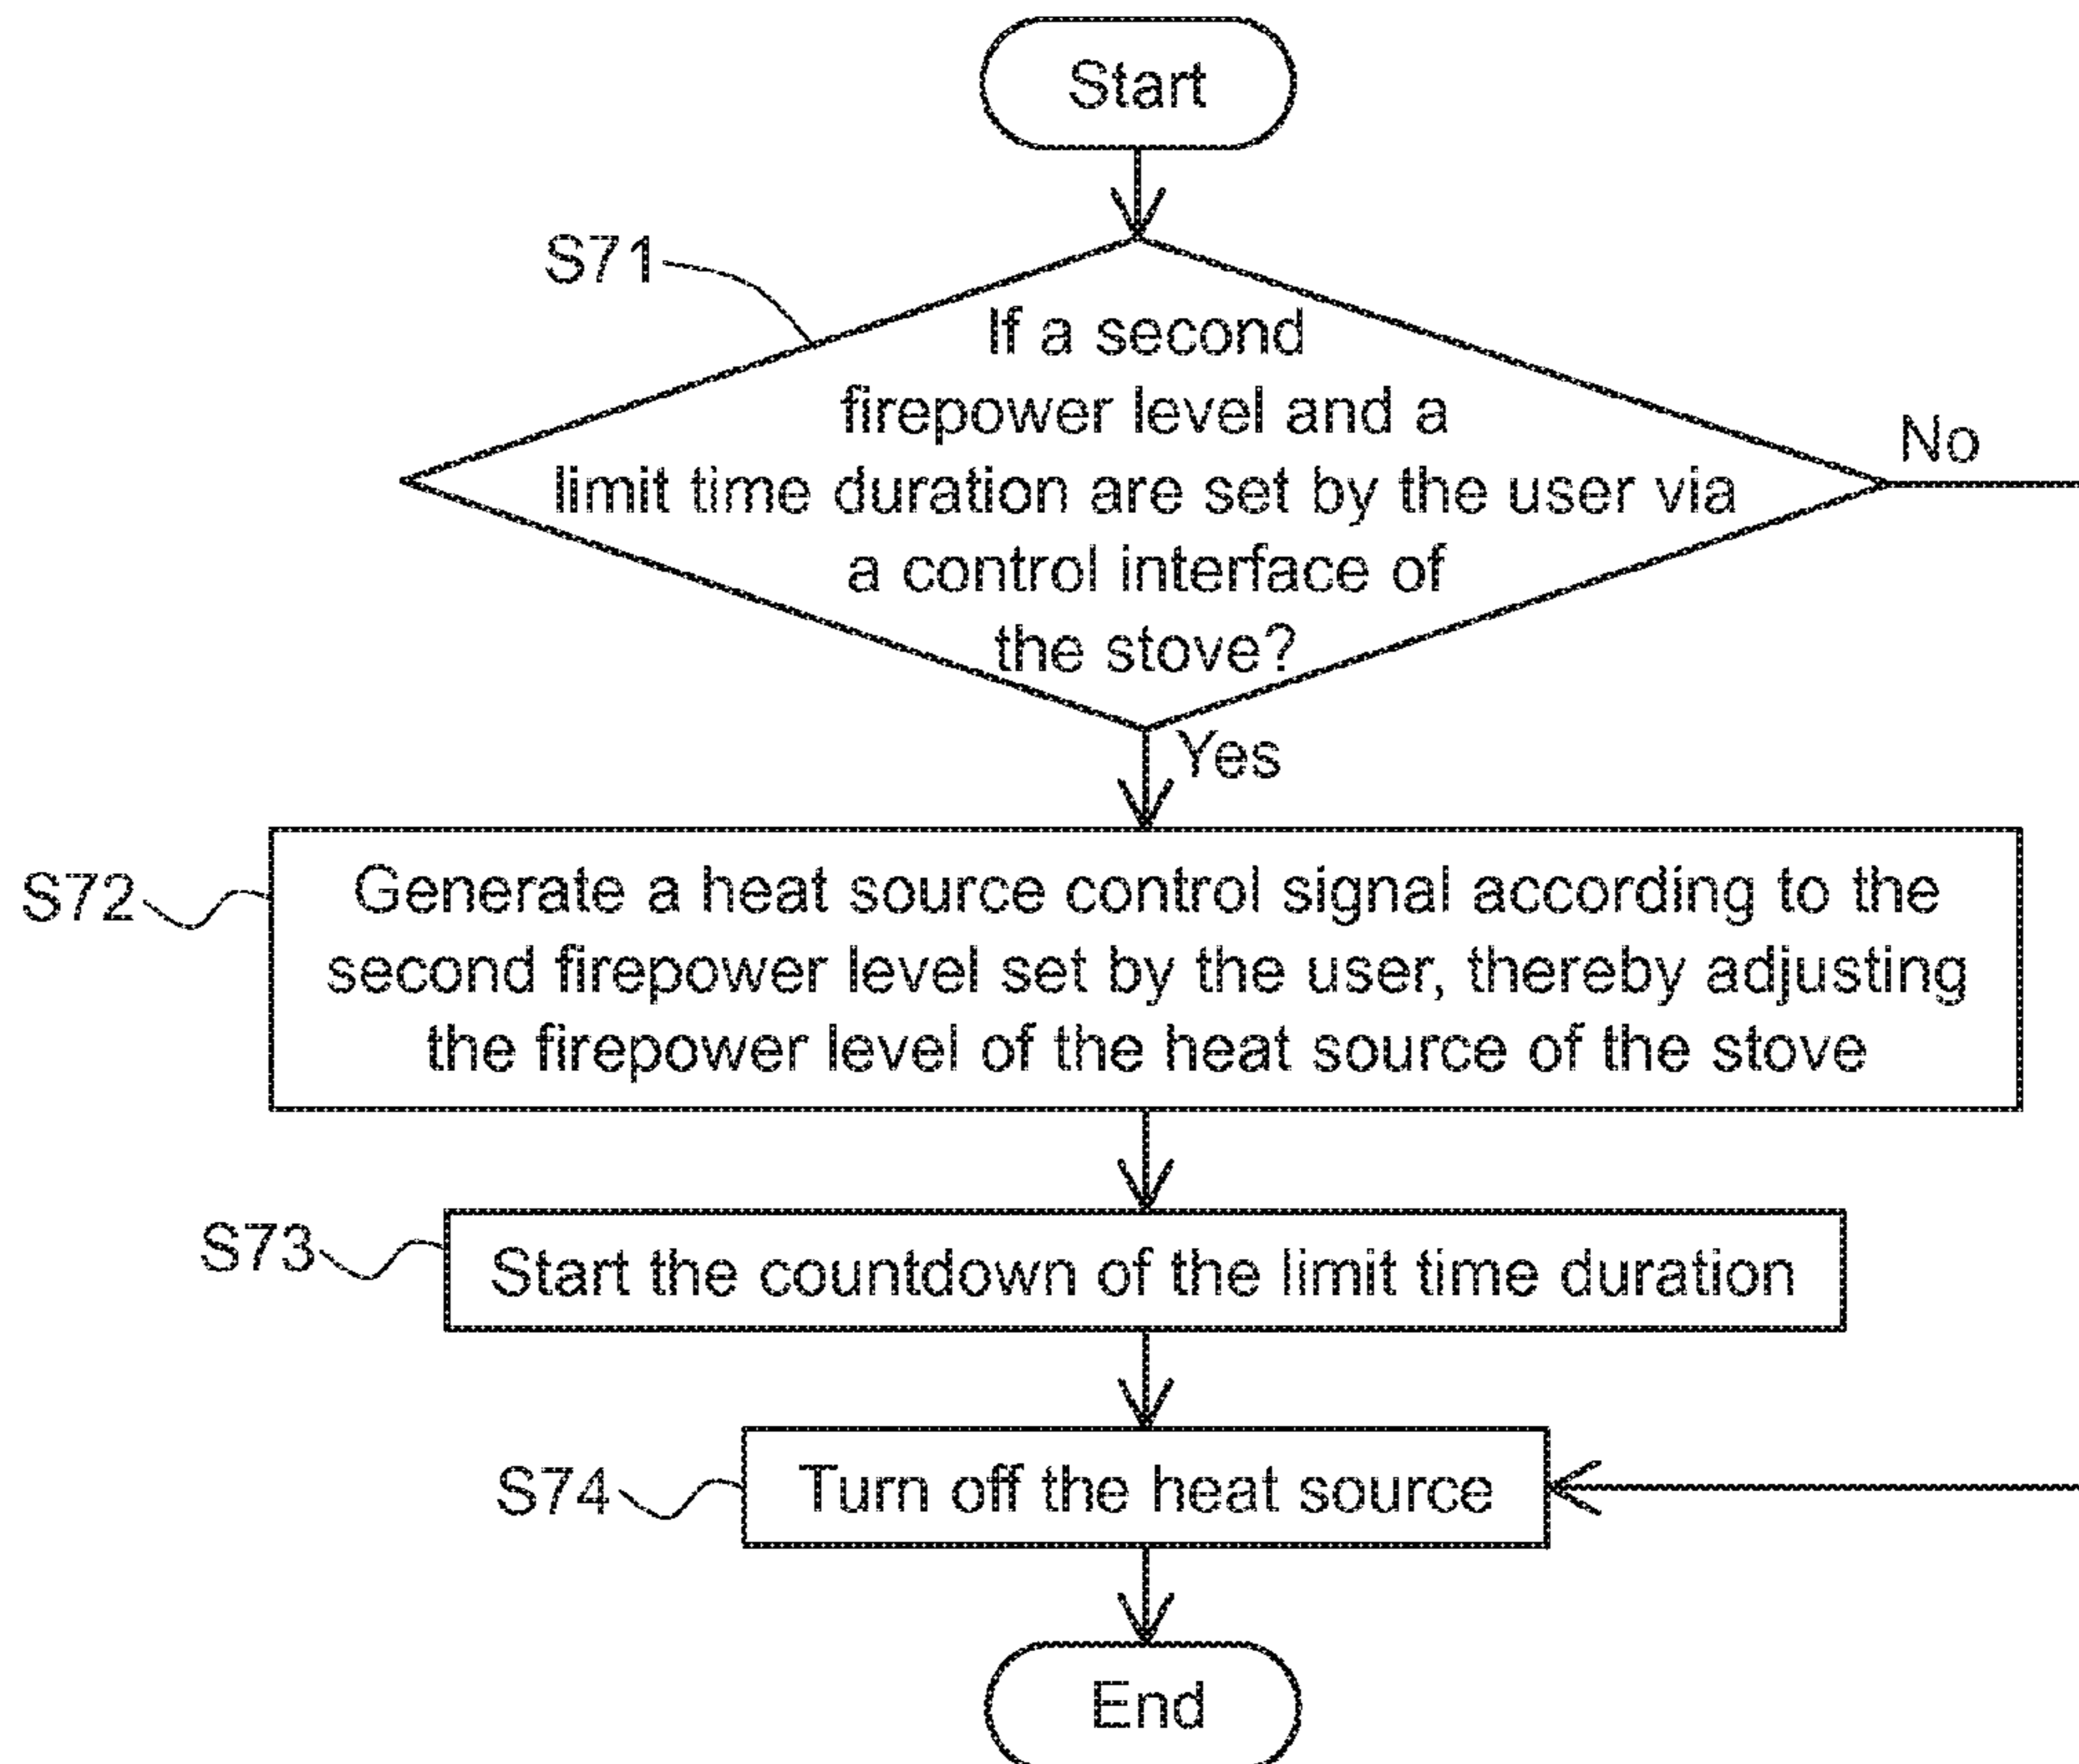 Start
S71
If a second
firepower level and a
limit time duration are set by the user via
a control interface of
the stove?
No
Yes
S72
Generate a heat source control signal according to the
second firepower level set by the user, thereby adjusting
the firepower level of the heat source of the stove
S73
Start the countdown of the limit time duration
S74
Turn off the heat source
End